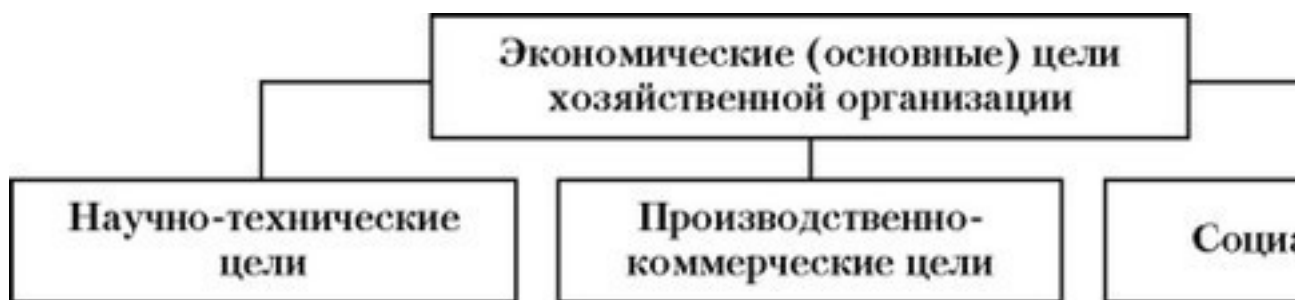 Экономические (основные) цели
хозяйственной организации
Научно-технические
цели
Производственно-
коммерческие цели